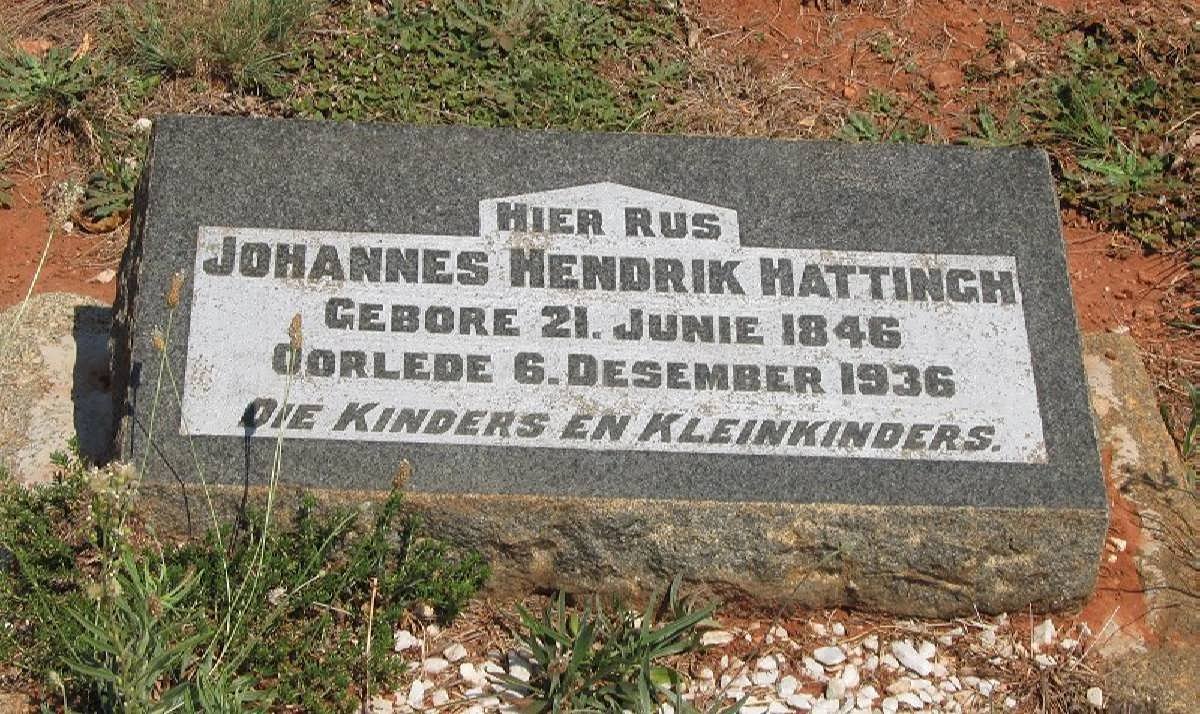 HIER RUS
JOHANNES HENDRIK HATTINGH
GEBORE 21. JUNIE 1846
OORLEDE 6. DESEMBER 1936
DIE KINDERS EN KLEINKINDERS.